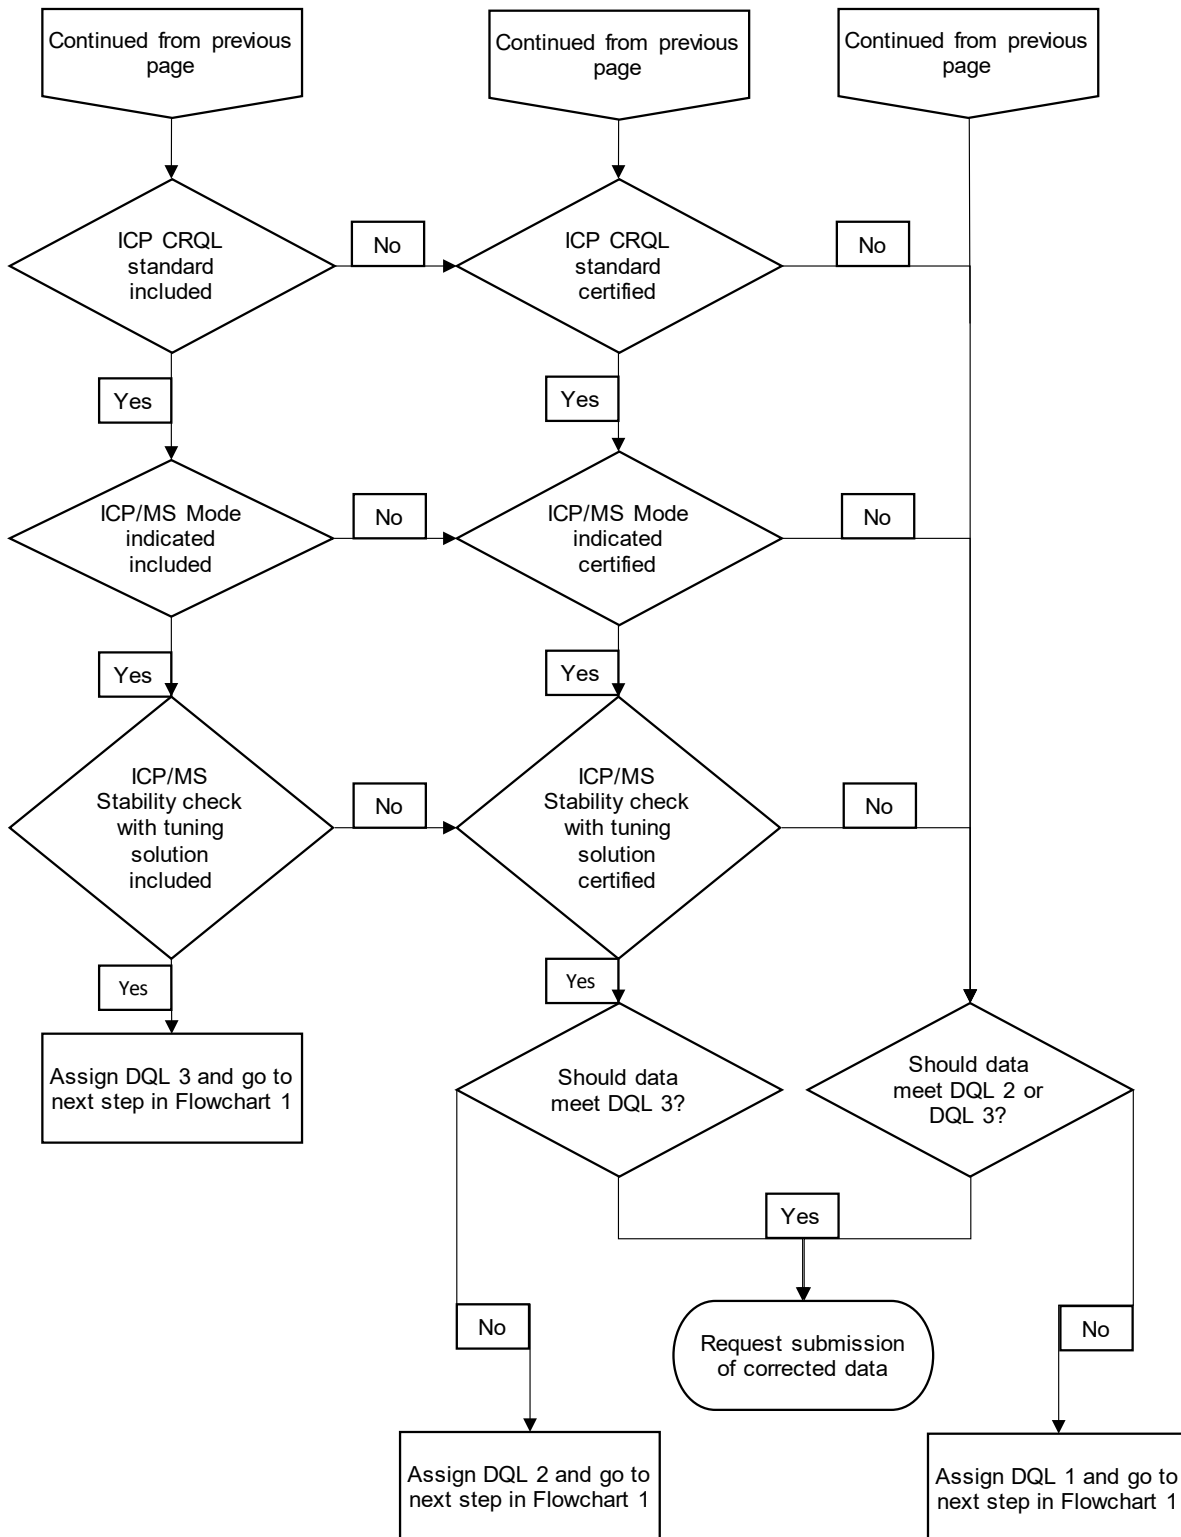 Continued from previous
page
Continued from previous
page
Continued from previous
page
ICP CRQL
standard
included
No
ICP CRQL
standard
certified
No
Yes
Yes
ICP/MS Mode
indicated
included
No
ICP/MS Mode
indicated
certified
No
Yes
Yes
ICP/MS
Stability check
with tuning
solution
included
No
ICP/MS
Stability check
with tuning
solution
certified
No
Yes
Yes
Assign DQL 3 and go to
next step in Flowchart 1
Should data
meet DQL 3?
Should data
meet DQL 2 or
DQL 3?
Yes
No
Request submission
of corrected data
No
Assign DQL 2 and go to
next step in Flowchart 1
Assign DQL 1 and go to
next step in Flowchart 1